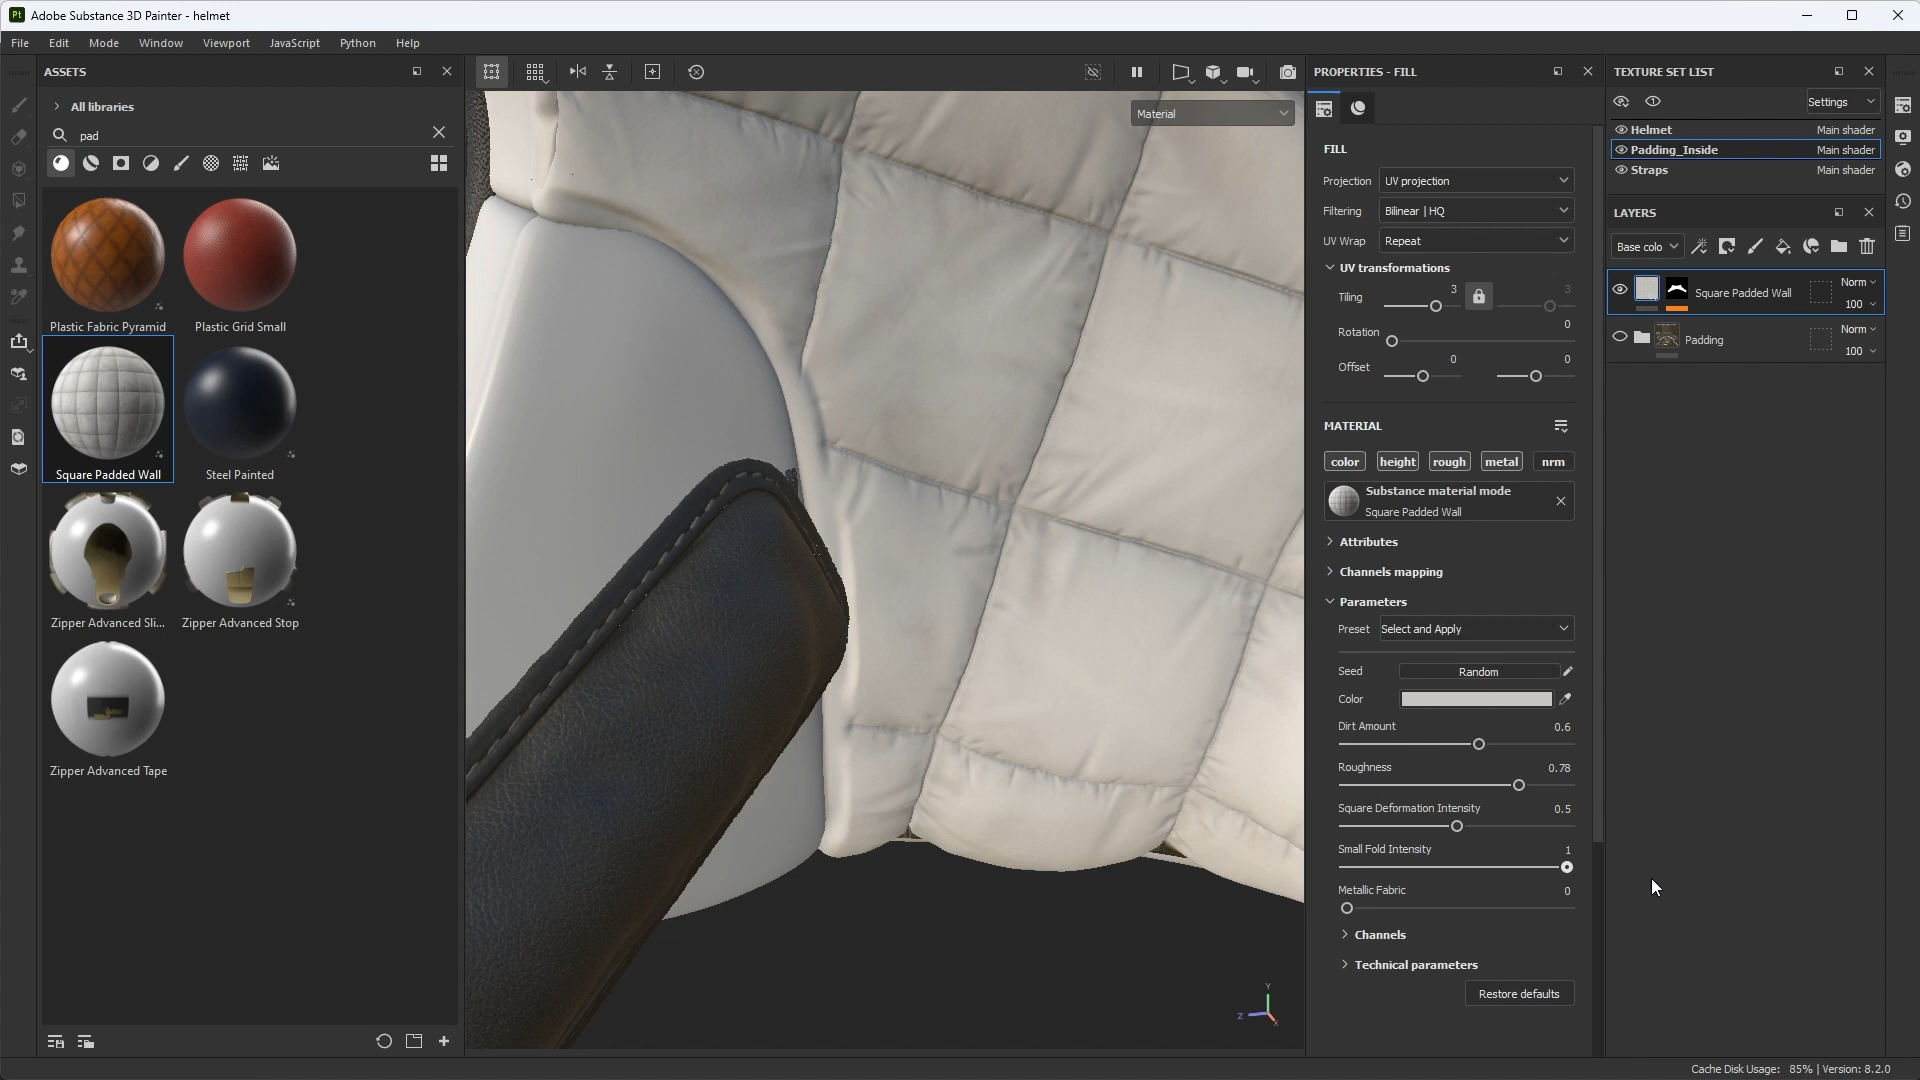 Adobe Substance 3D Painter - helmet
File Edit Mode Window Viewport JavaScript Python Help
ASSETS
All libraries
pad
Plastic Fabric Pyramid
Plastic Grid Small
Square Padded Wall
Steel Painted
Zipper Advanced Sli...
Zipper Advanced Stop
Zipper Advanced Tape
Material
Y
Z
X
PROPERTIES - FILL
FILL
Projection UV projection
Filtering Bilinear | HQ
UV Wrap Repeat
UV transformations
Tiling 3 3
Rotation 0
Offset 0 0
MATERIAL
color height rough metal nrm
Substance material mode
Square Padded Wall
Attributes
Channels mapping
Parameters
Preset Select and Apply
Seed Random
Color
Dirt Amount 0.6
Roughness 0.78
Square Deformation Intensity 0.5
Small Fold Intensity 1
Metallic Fabric 0
Channels
Technical parameters
Restore defaults
TEXTURE SET LIST
Settings
Helmet Main shader
Padding_Inside Main shader
Straps Main shader
LAYERS
Base colo
Square Padded Wall Norm
100
Padding Norm
100
Cache Disk Usage: 85% | Version: 8.2.0